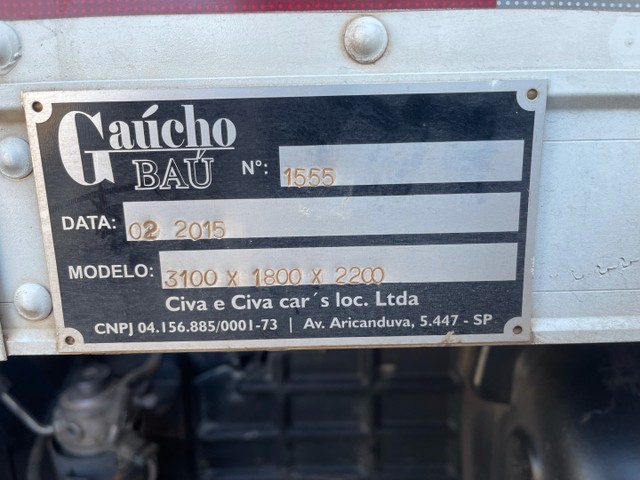 Gaúcho
BAÚ
N°: 1555
DATA: 02 2015
MODELO: 3100 X 1800 X 2200
Civa e Civa car´s loc. Ltda
CNPJ 04.156.885/0001-73 | Av. Aricanduva, 5.447 - SP